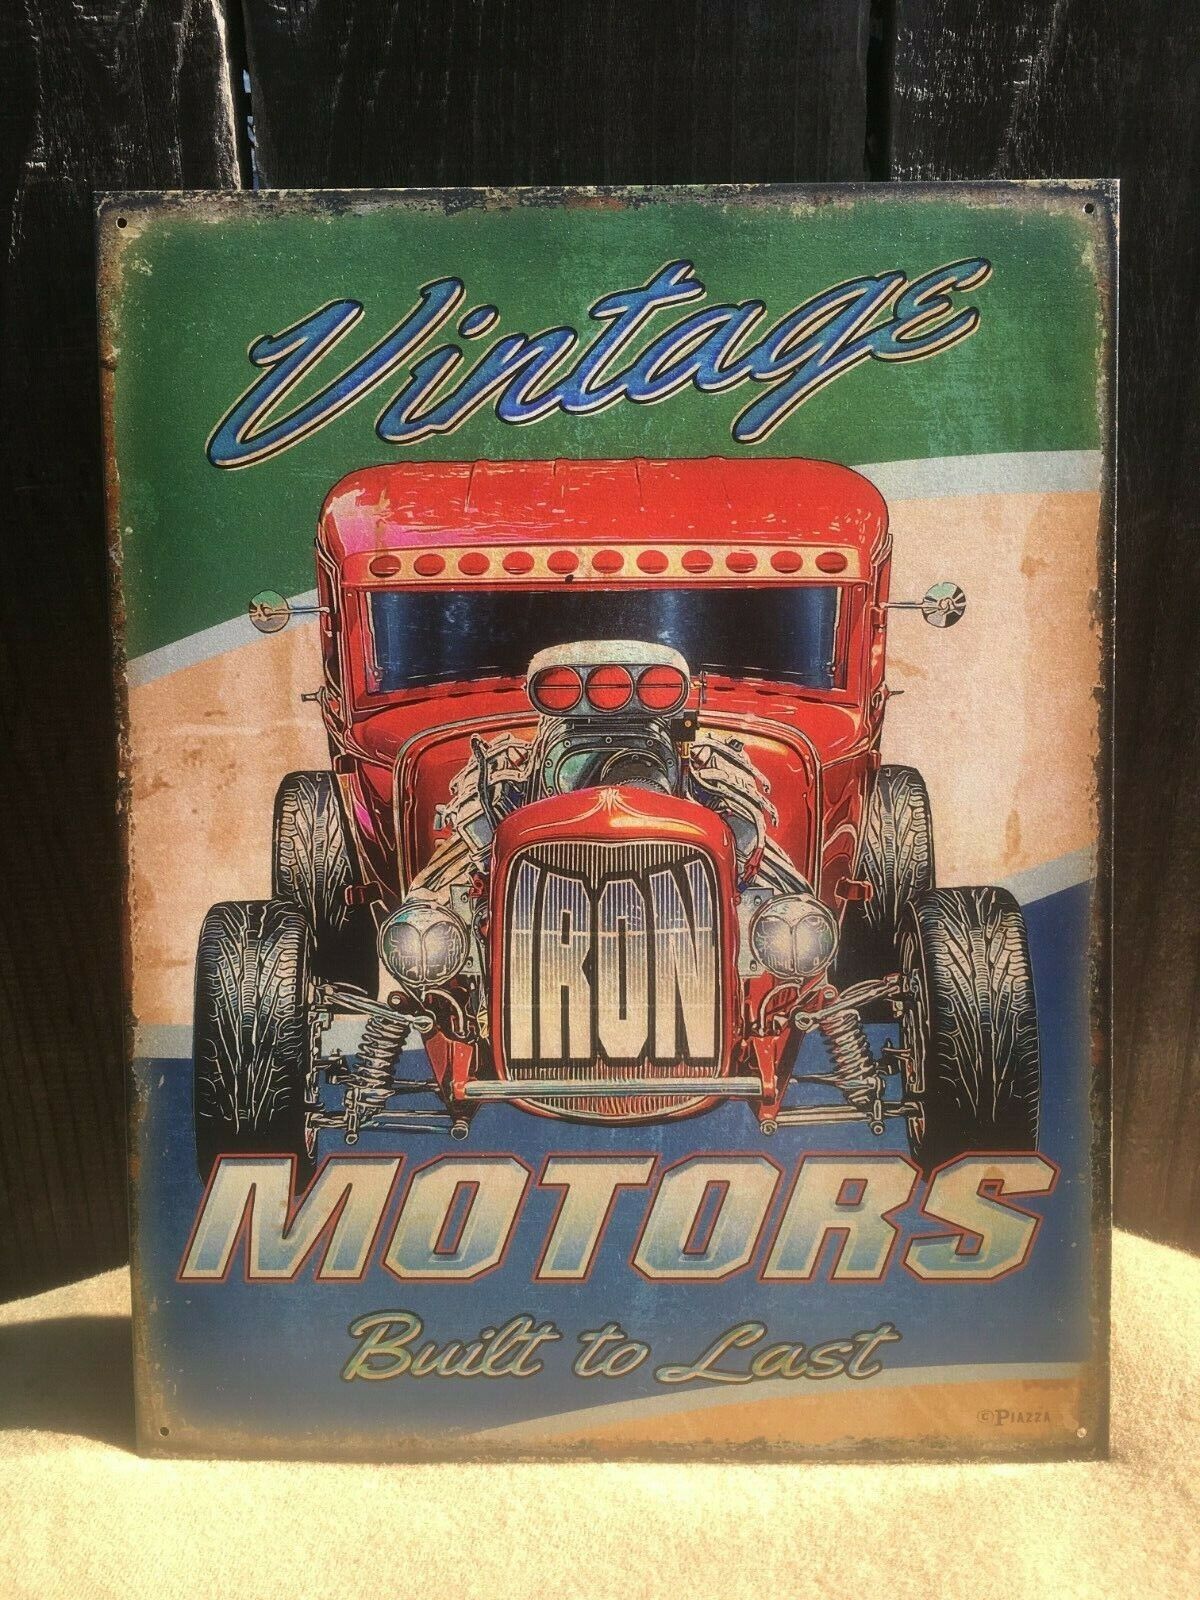 Vintage
IRON
MOTORS
Built to Last
©PIAZZA